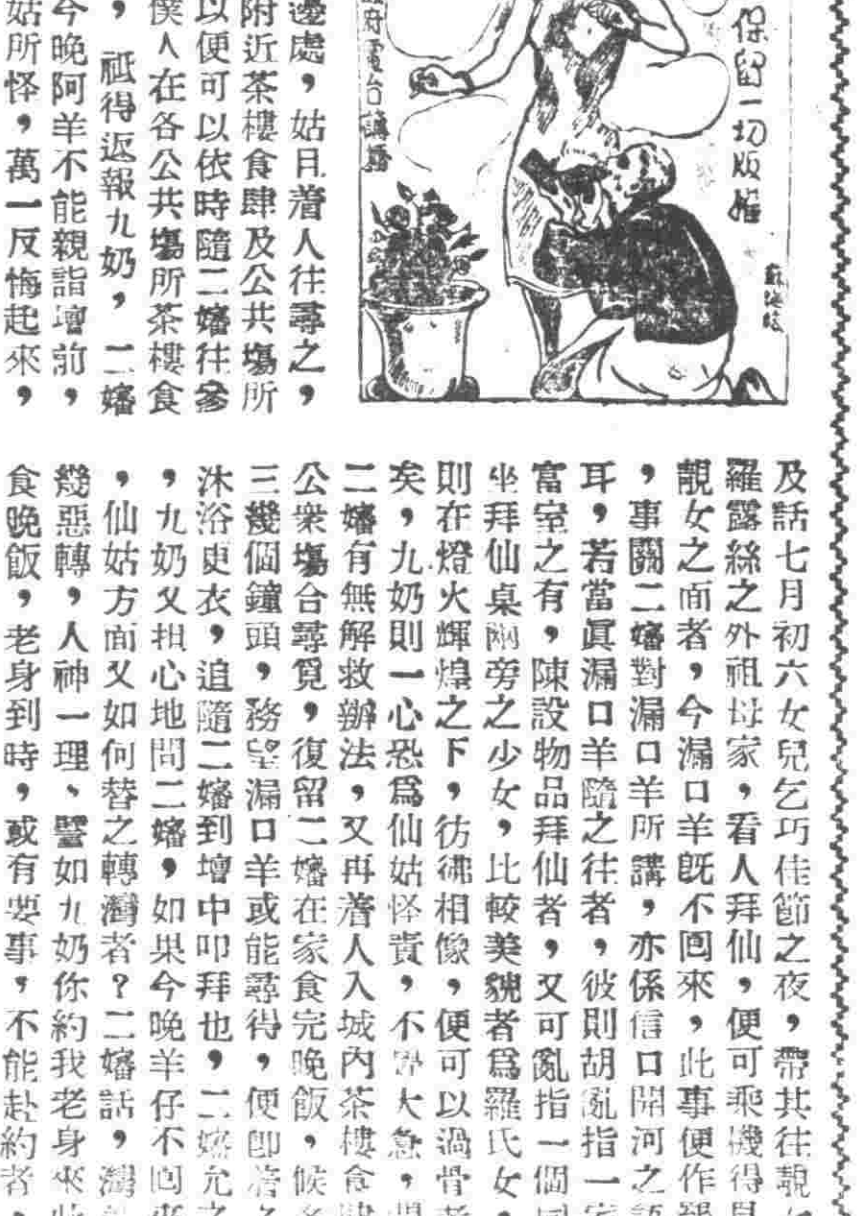 保留一切版權
府電台講播
邊處，姑且着人往尋之，
附近茶樓食肆及公共塲所
以便可以依時隨二嬸往參
僕人在各公共塲所茶樓食
，祗得返報九奶，二嬸
今晚阿羊不能親詣壇前，
姑所怪，萬一反悔起來，
及話七月初六女兒乞巧佳節之夜，帶其往靚
羅露絲之外祖母家，看人拜仙，便可乘機得見
靚女之面者，今漏口羊旣不囘來，此事便作
，事關二嬸對漏口羊所講，亦係信口開河之
耳，若當眞漏口羊隨之往者，彼則胡亂指一
富室之有，陳設物品拜仙者，又可亂指一個
坐拜仙桌兩旁之少女，比較美貌者爲羅氏女，
則在燈火輝煌之下，彷彿相像，便可以過骨
矣，九奶則一心恐爲仙姑怪責，不大急，
二嬸有無解救辦法，又再着人入城內茶樓食
公衆塲合尋覓，復留二嬸在家食完晚飯，候
三幾個鐘頭，務望漏口羊或能尋得，便卽着
沐浴更衣，追隨二嬸到壇中叩拜也，二嬸允
，九奶又担心地問二嬸，如果今晚羊仔不囘
，仙姑方面又如何替之轉灣者？二嬸話，灣
幾惡轉，人神一理、譬如九奶你約我老身來
食晚飯，老身到時，或有要事，不能赴約者，